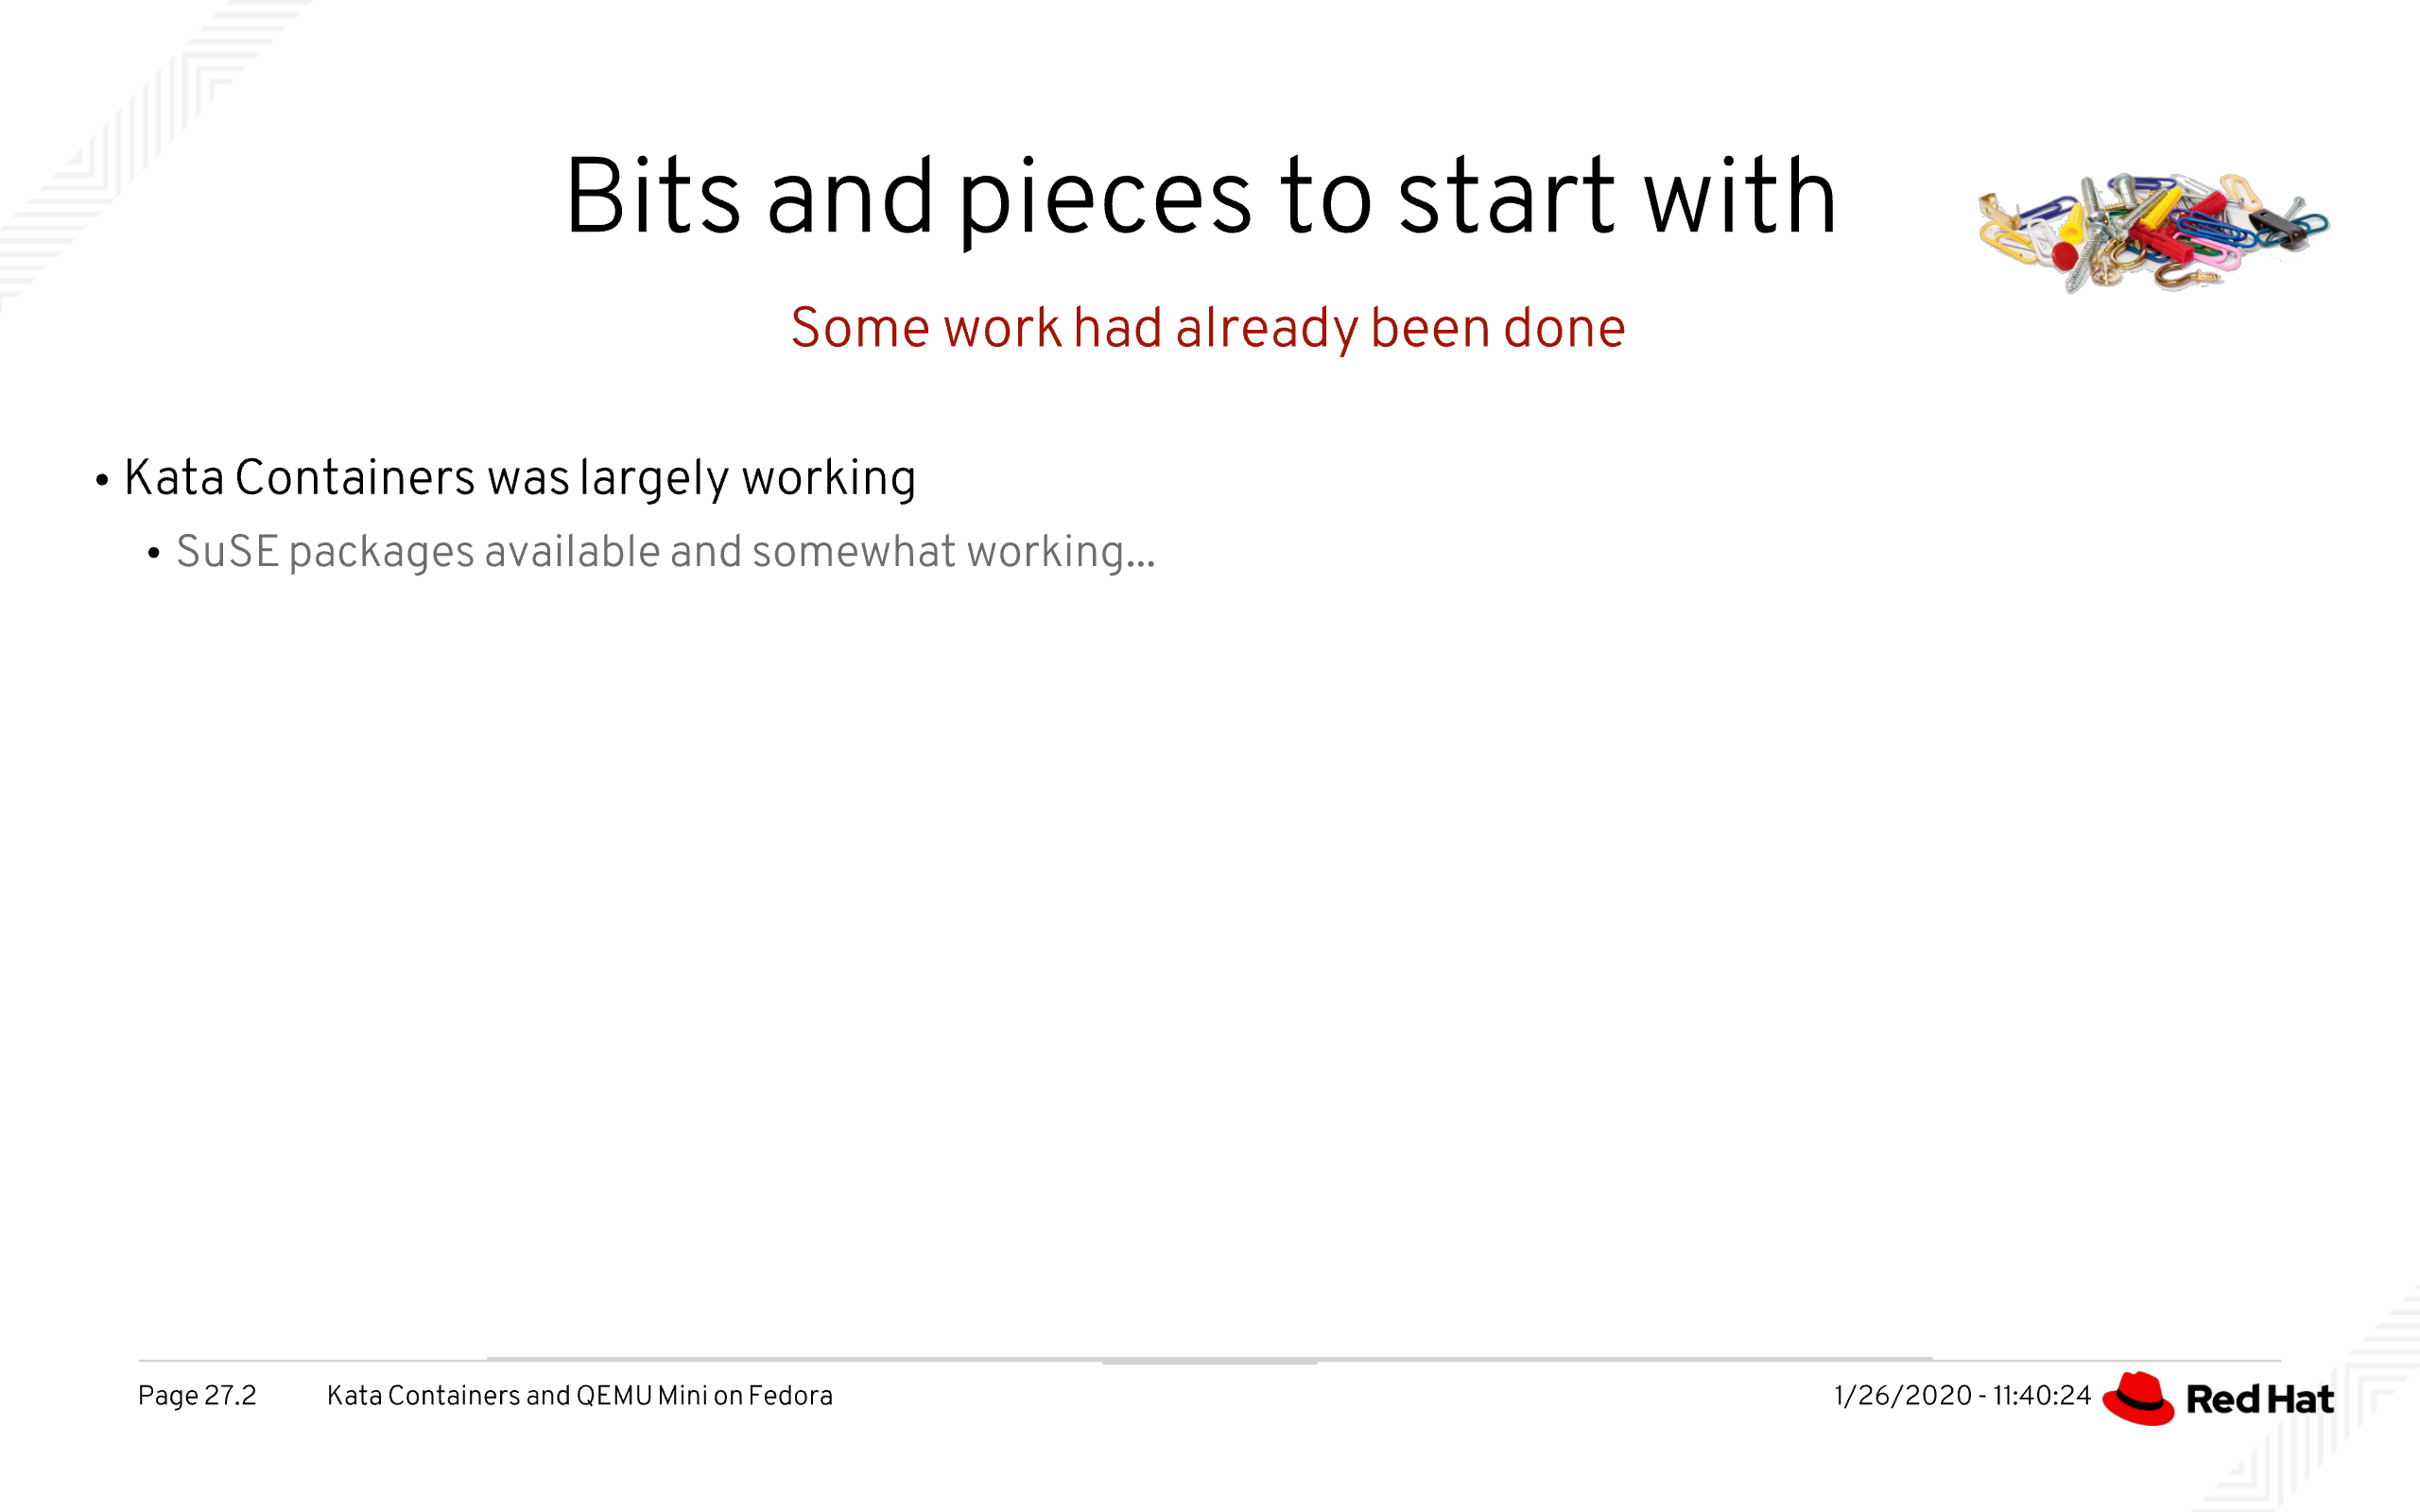 Bits and pieces to start with
Some work had already been done
• Kata Containers was largely working
• SuSE packages available and somewhat working...
Page 27.2 Kata Containers and QEMU Mini on Fedora 1/26/2020 - 11:40:24 Red Hat